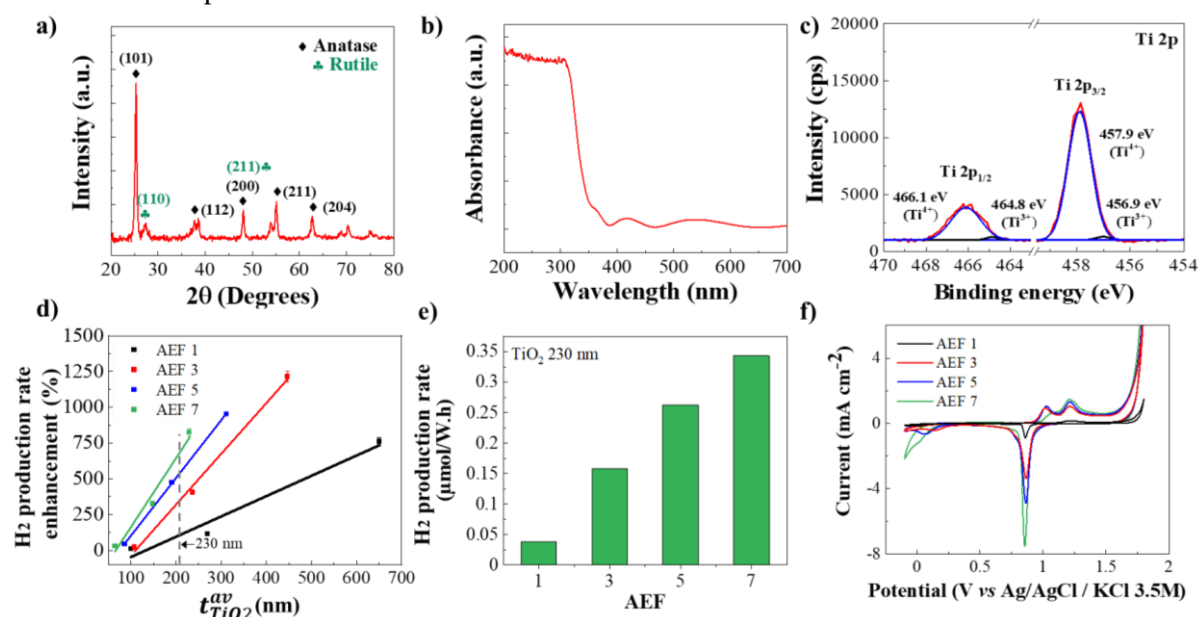 a)
Intensity (a.u.)
♦ Anatase
♣ Rutile
(101)
(110)
(112)
(200)
(211)
(211)
(204)
20 30 40 50 60 70 80
2θ (Degrees)
b)
Absorbance (a.u.)
200 300 400 500 600 700
Wavelength (nm)
c)
Intensity (cps)
20000
15000
10000
5000
0
Ti 2p
Ti 2p3/2
457.9 eV
(Ti4+)
Ti 2p1/2
466.1 eV
(Ti4+)
464.8 eV
(Ti3+)
456.9 eV
(Ti3+)
470 468 466 464 458 456 454
Binding energy (eV)
d)
H2 production rate
enhancement (%)
1500
1250
1000
750
500
250
0
AEF 1
AEF 3
AEF 5
AEF 7
←230 nm
100 200 300 400 500 600 700
t av TiO2 (nm)
e)
H2 production rate
(µmol/W.h)
0.35
0.3
0.25
0.2
0.15
0.1
0.05
0
TiO2 230 nm
1 3 5 7
AEF
f)
Current (mA cm-2)
4
0
-4
-8
AEF 1
AEF 3
AEF 5
AEF 7
0 0.5 1 1.5 2
Potential (V vs Ag/AgCl / KCl 3.5M)